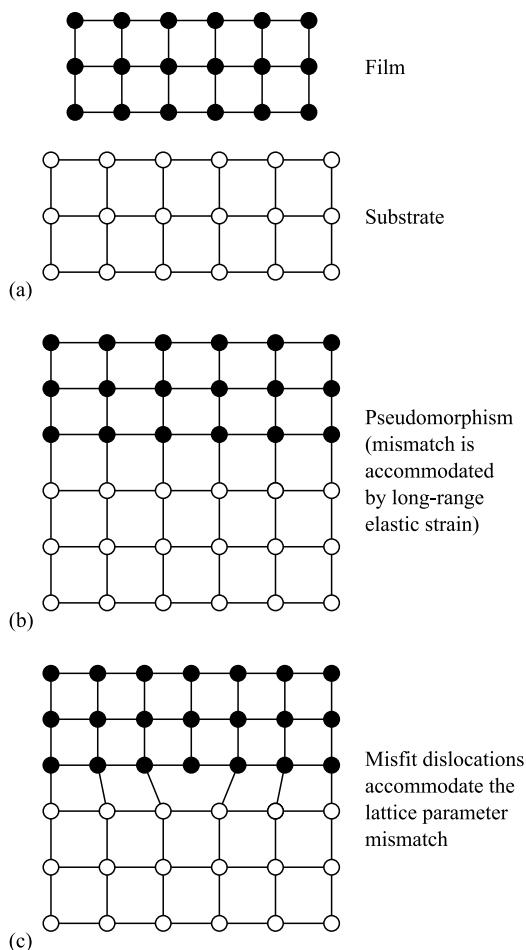 Film
Substrate
(a)
Pseudomorphism
(mismatch is
accommodated
by long-range
elastic strain)
(b)
Misfit dislocations
accommodate the
lattice parameter
mismatch
(c)